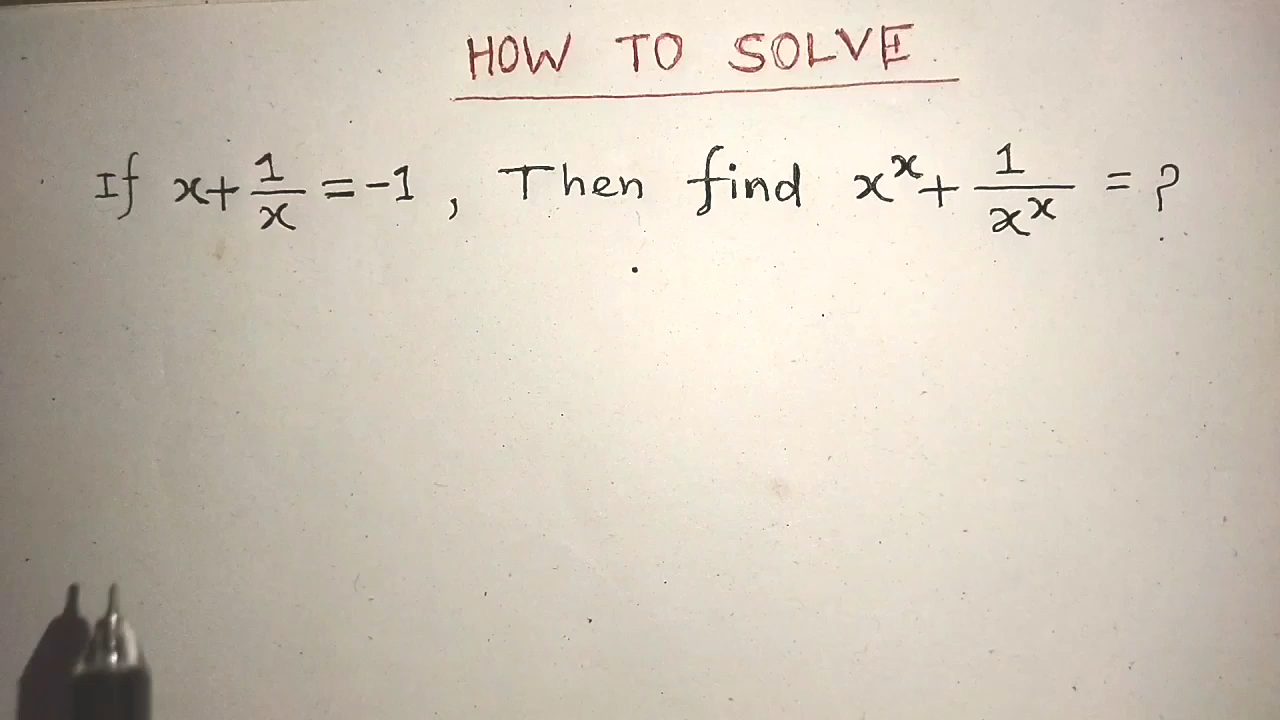 HOW TO SOLVE
If x + 1/x = -1, Then find x^x + 1/x^x = ?